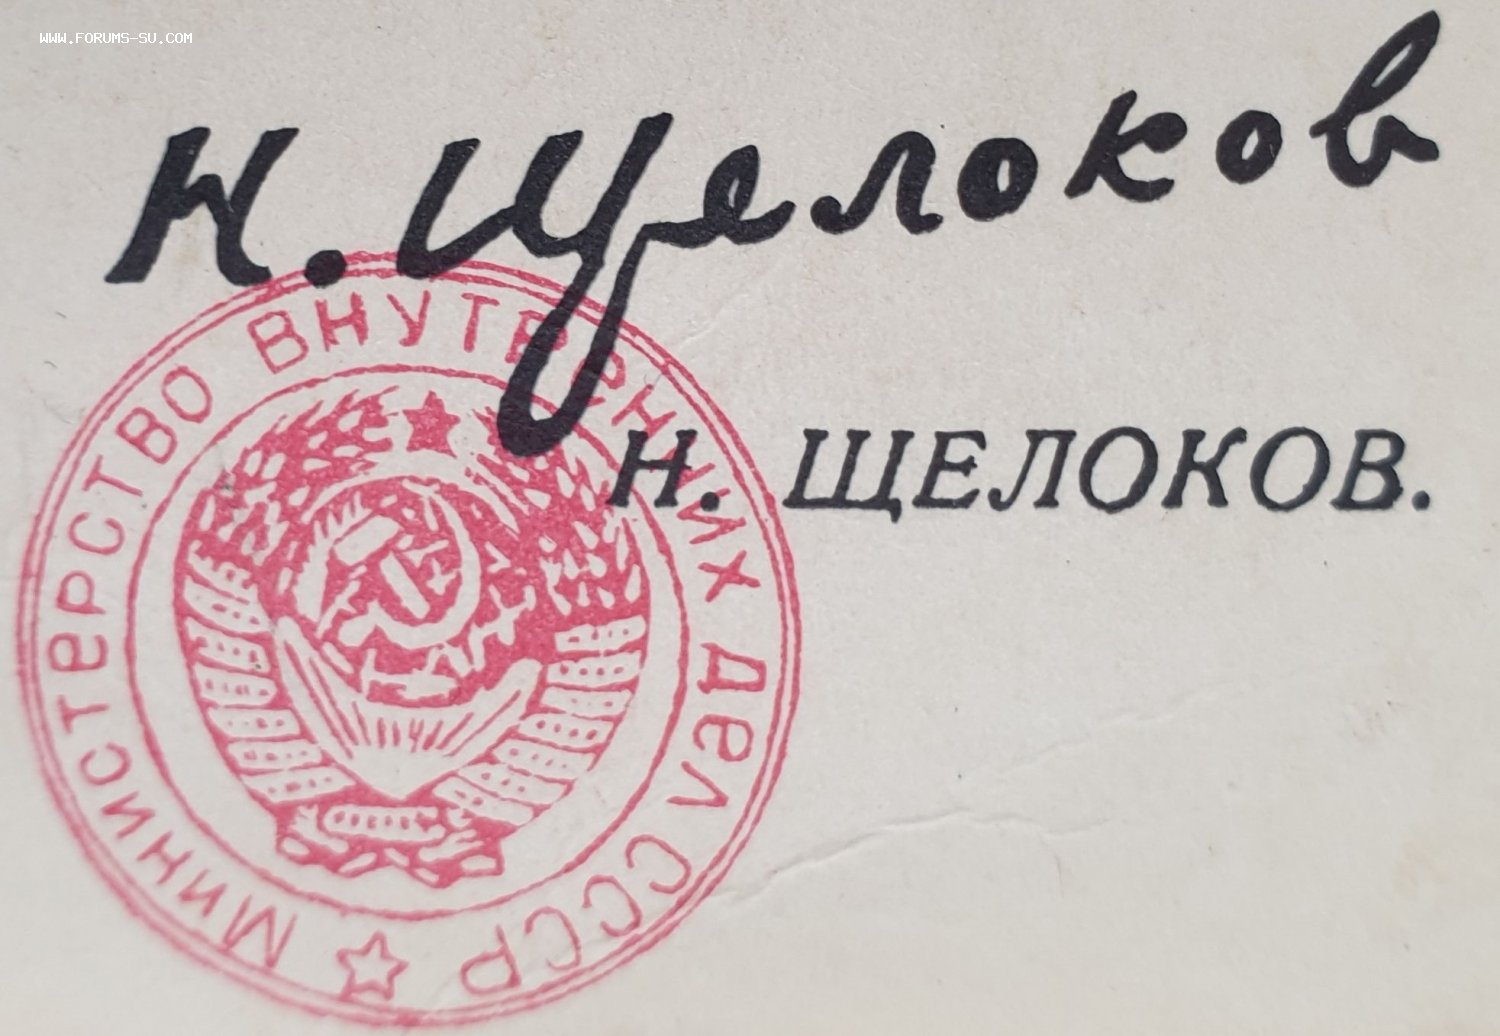 WWW.FORUMS-SU.COM
Н. Щелоков
МИНИСТЕРСТВО ВНУТРЕННИХ ДЕЛ СССР
Н. ЩЕЛОКОВ.